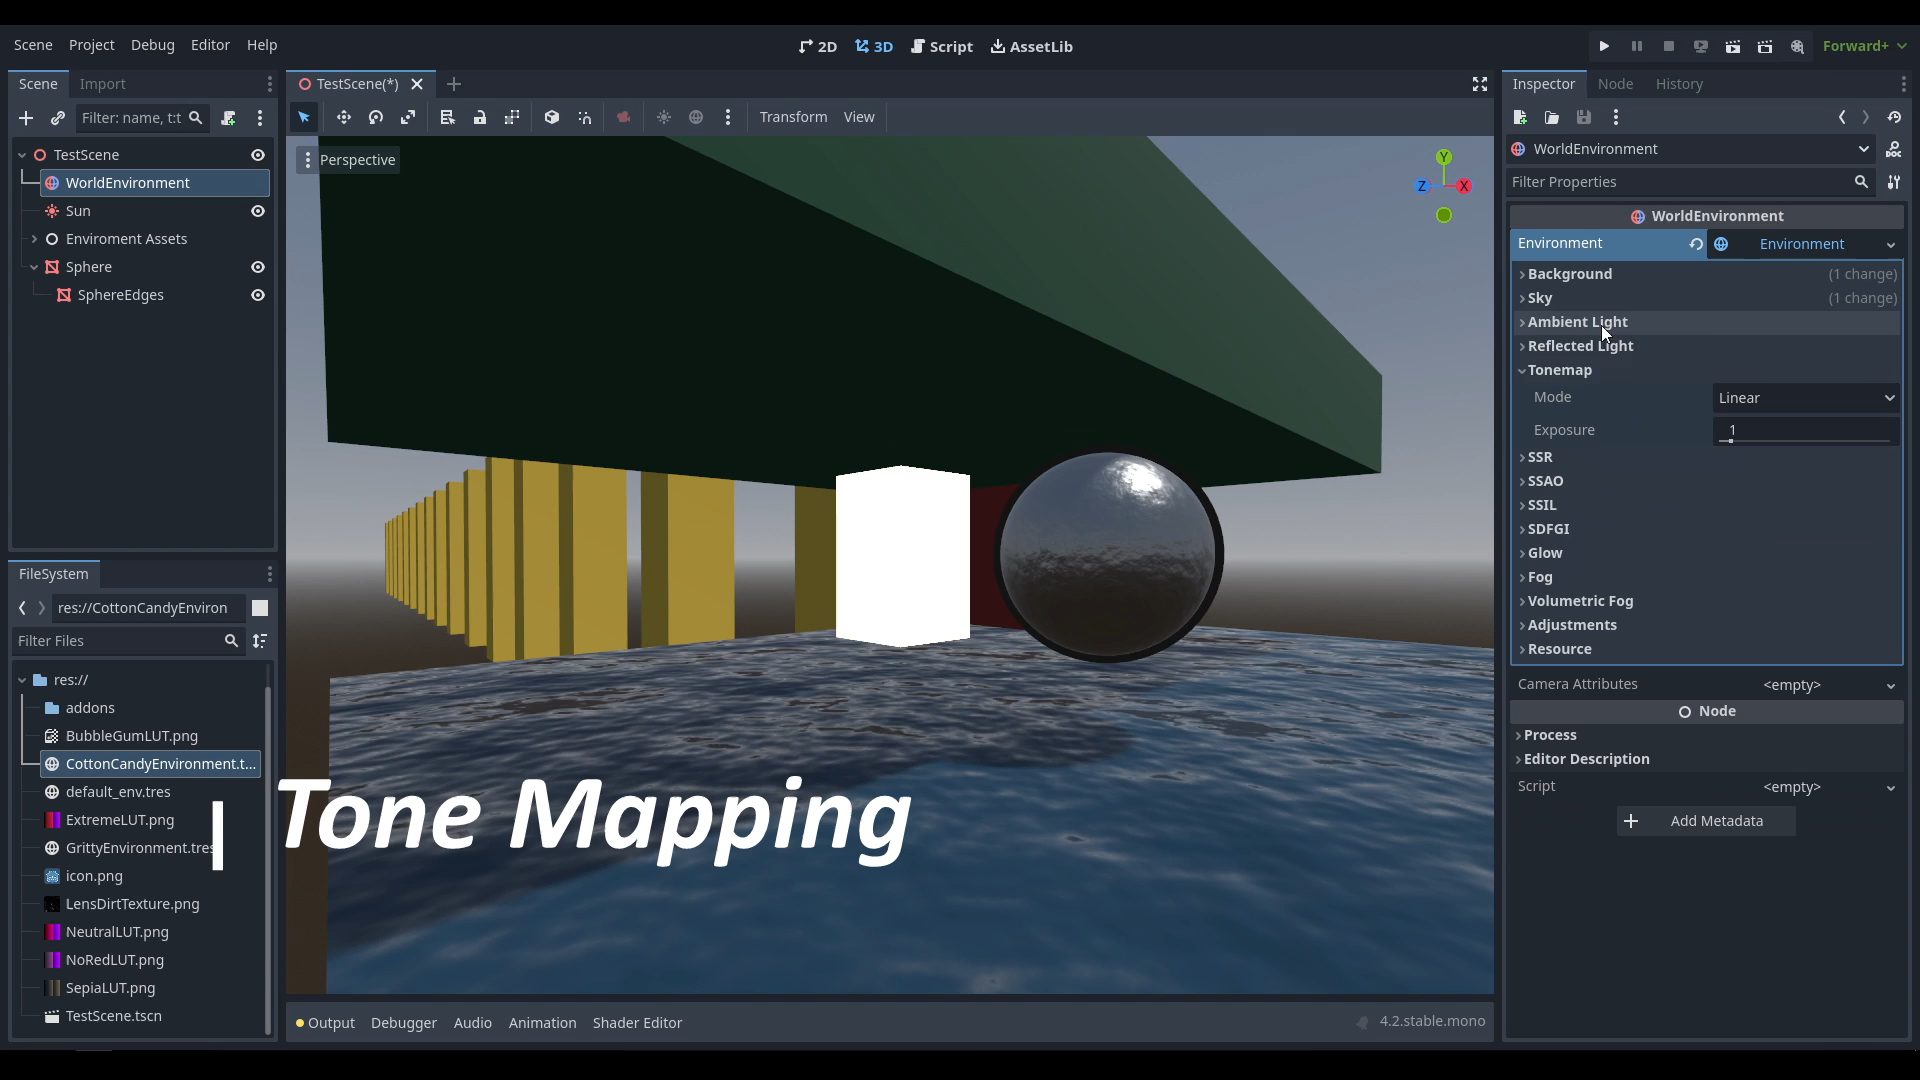 Scene Project Debug Editor Help
2D 3D Script AssetLib
Forward+
Scene Import
Filter: name, t:t
TestScene
WorldEnvironment
Sun
Enviroment Assets
Sphere
SphereEdges
FileSystem
res://CottonCandyEnviron
Filter Files
res://
addons
BubbleGumLUT.png
CottonCandyEnvironment.t...
default_env.tres
ExtremeLUT.png
GrittyEnvironment.tres
icon.png
LensDirtTexture.png
NeutralLUT.png
NoRedLUT.png
SepiaLUT.png
TestScene.tscn
TestScene(*)
Transform View
Perspective
Y
Z X
Tone Mapping
Output Debugger Audio Animation Shader Editor
4.2.stable.mono
Inspector Node History
WorldEnvironment
Filter Properties
WorldEnvironment
Environment Environment
Background (1 change)
Sky (1 change)
Ambient Light
Reflected Light
Tonemap
Mode Linear
Exposure 1
SSR
SSAO
SSIL
SDFGI
Glow
Fog
Volumetric Fog
Adjustments
Resource
Camera Attributes <empty>
Node
Process
Editor Description
Script <empty>
Add Metadata